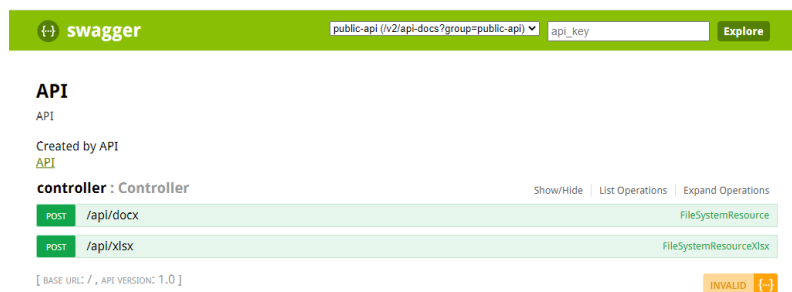 {···} swagger public-api (/v2/api-docs?group=public-api) api_key Explore
API
API
Created by API
API
controller : Controller Show/Hide List Operations Expand Operations
POST /api/docx FileSystemResource
POST /api/xlsx FileSystemResourceXlsx
[ BASE URL: / , API VERSION: 1.0 ] INVALID {···}